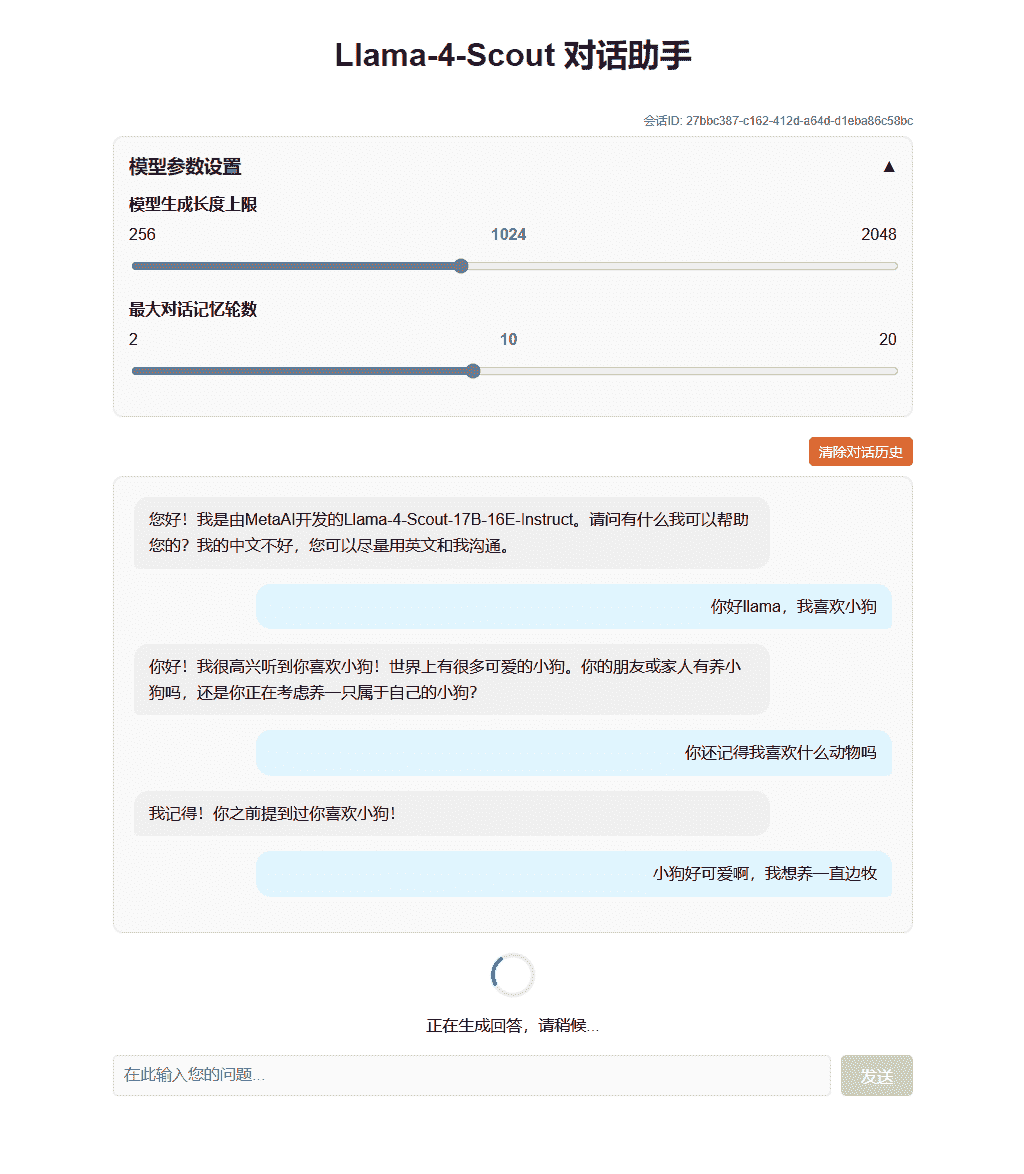 Llama-4-Scout 对话助手
会话ID: 27bbc387-c162-412d-a64d-d1eba86c58bc
模型参数设置 ▲
模型生成长度上限
256 1024 2048
最大对话记忆轮数
2 10 20
清除对话历史
您好！我是由MetaAI开发的Llama-4-Scout-17B-16E-Instruct。请问有什么我可以帮助
您的？我的中文不好，您可以尽量用英文和我沟通。
你好llama，我喜欢小狗
你好！我很高兴听到你喜欢小狗！世界上有很多可爱的小狗。你的朋友或家人有养小
狗吗，还是你正在考虑养一只属于自己的小狗？
你还记得我喜欢什么动物吗
我记得！你之前提到过你喜欢小狗！
小狗好可爱啊，我想养一直边牧
正在生成回答，请稍候...
在此输入您的问题... 发送